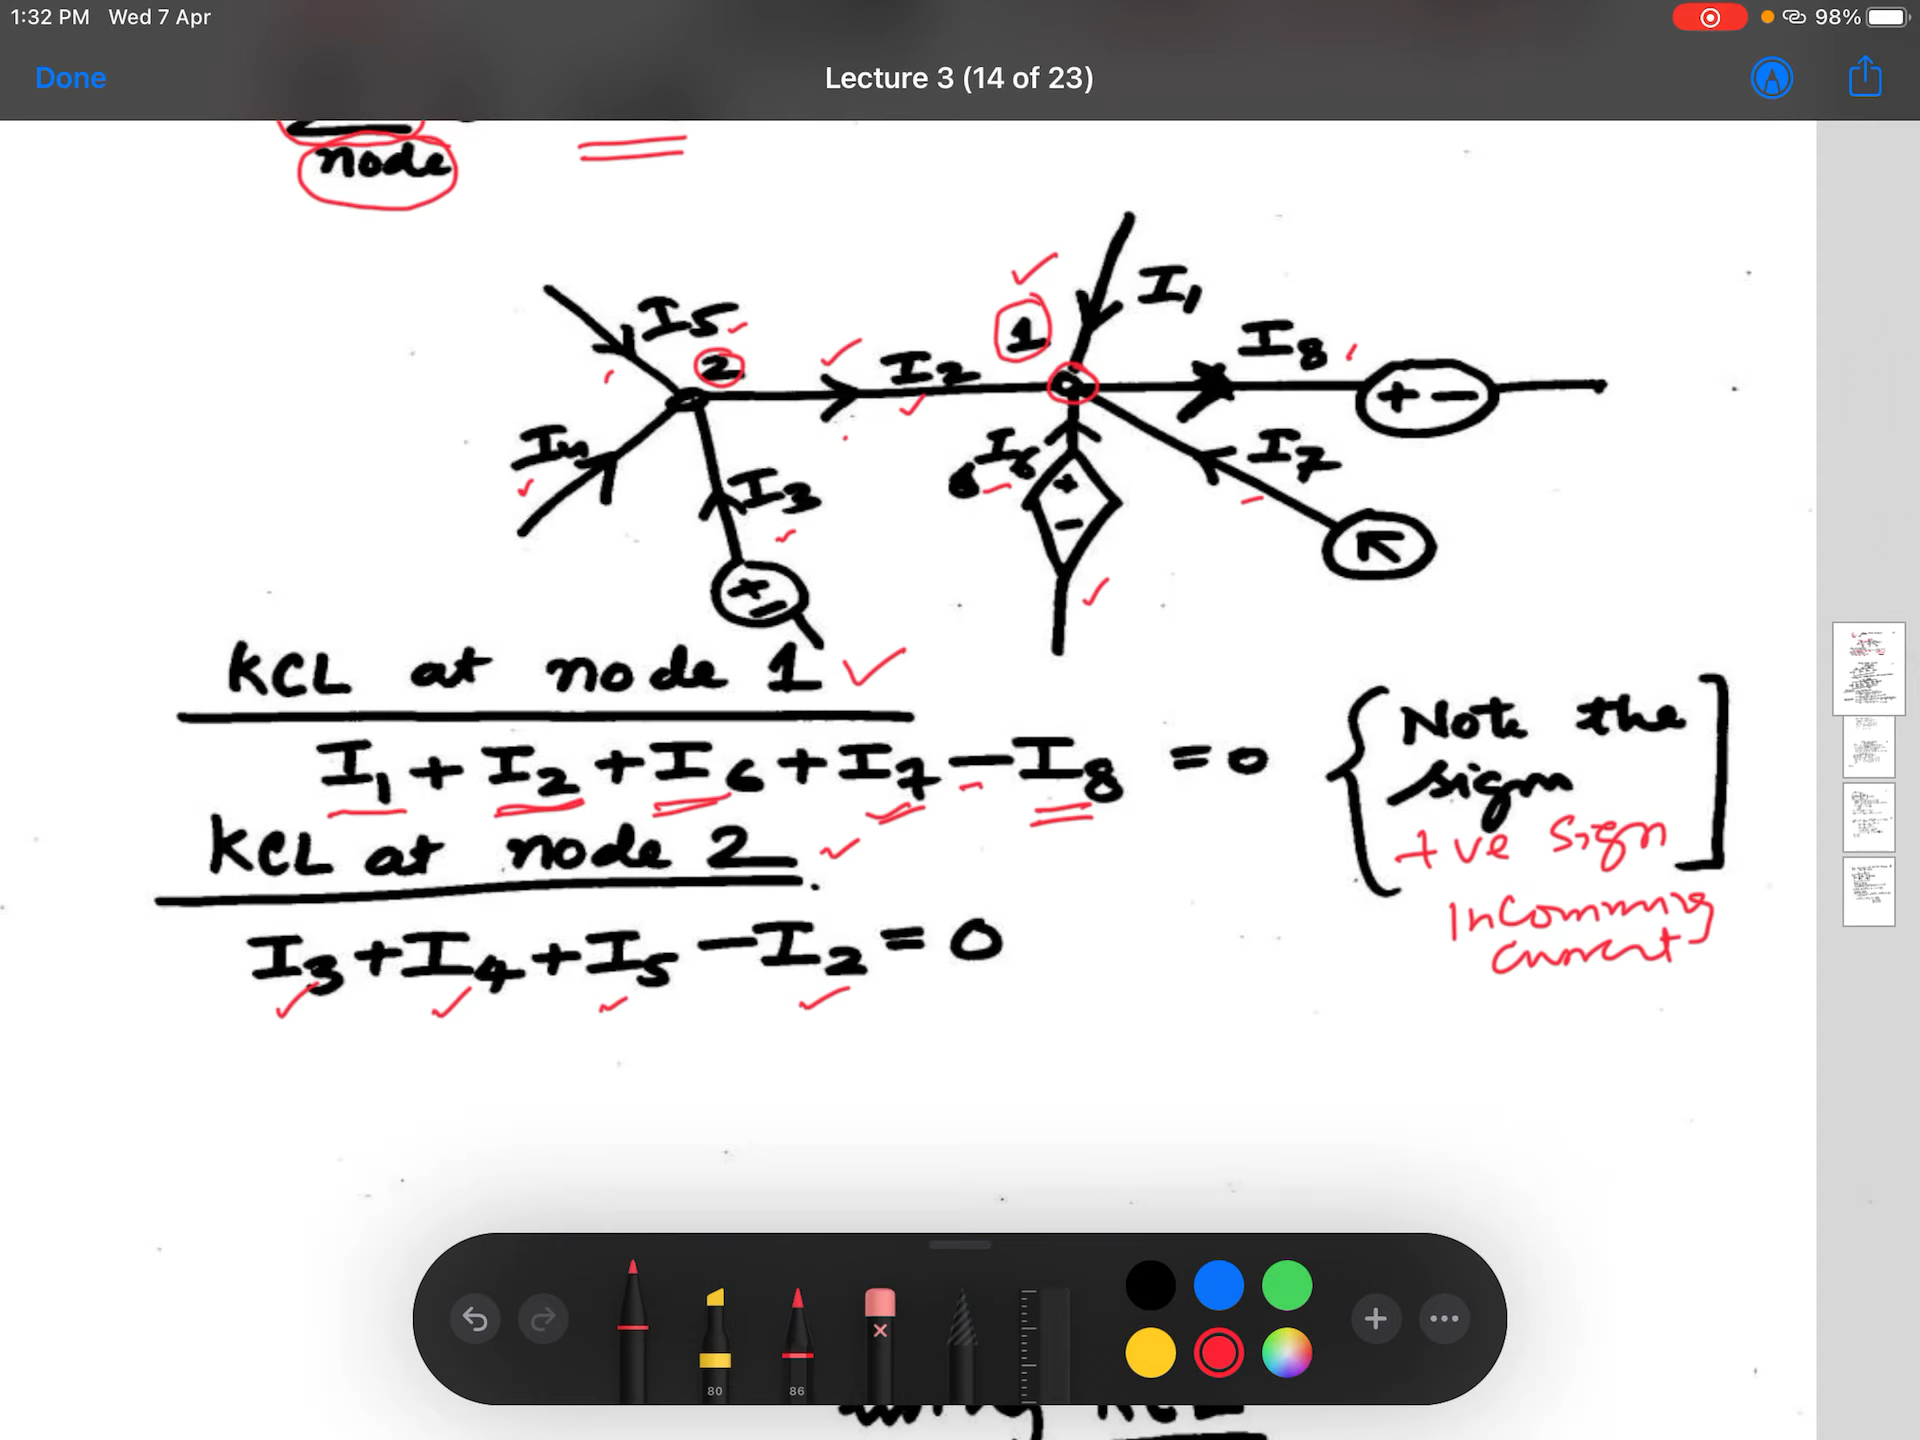 1:32 PM Wed 7 Apr
98%
Done
Lecture 3 (14 of 23)
node
I5
I1
1
I8
2
I2
+ -
I4
I6
I7
I3
+
-
+
-
KCL at node 1
I1 + I2 + I6 + I7 - I8 = 0
Note the
sign
+ve Sign
Incomming
current
KCL at node 2
I3 + I4 + I5 - I2 = 0
80
86
using KCL